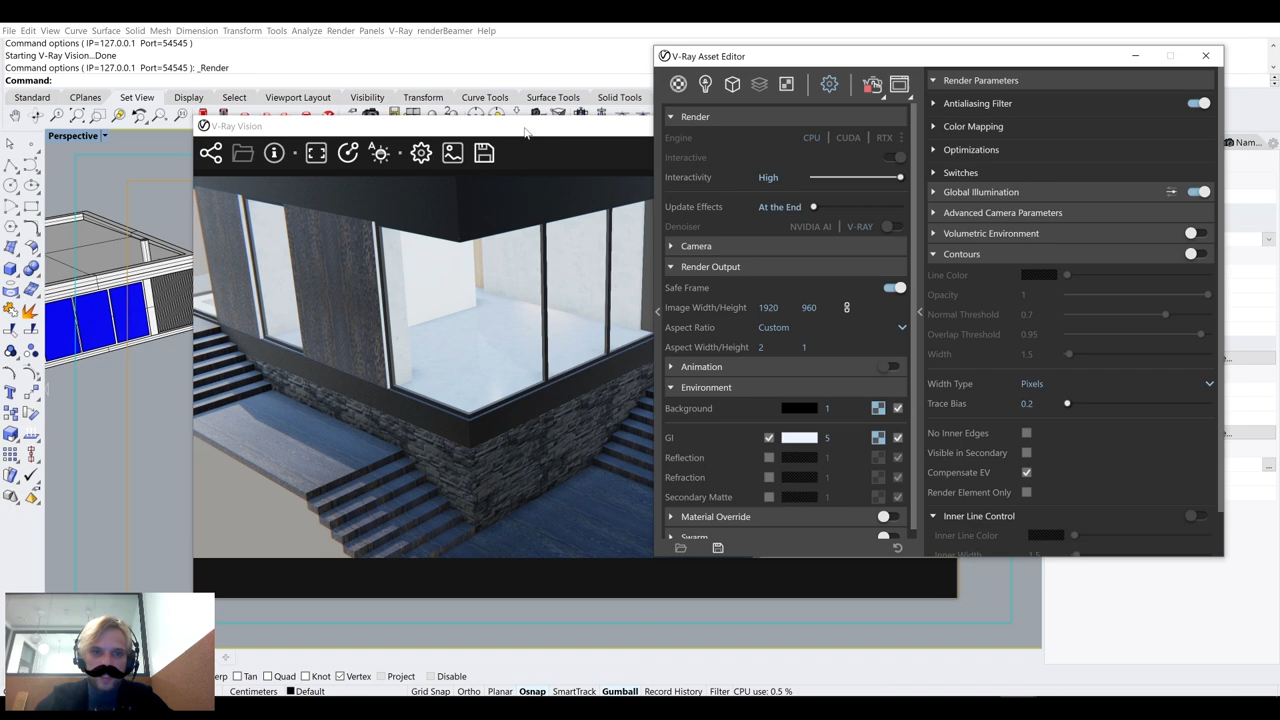 File Edit View Curve Surface Solid Mesh Dimension Transform Tools Analyze Render Panels V-Ray renderBeamer Help
Command options ( IP=127.0.0.1 Port=54545 )
Starting V-Ray Vision...Done
Command options ( IP=127.0.0.1 Port=54545 ): _Render
Command:
Standard CPlanes Set View Display Select Viewport Layout Visibility Transform Curve Tools Surface Tools Solid Tools
Perspective
V-Ray Vision
V-Ray Asset Editor
Render
Engine CPU CUDA RTX
Interactive
Interactivity High
Update Effects At the End
Denoiser NVIDIA AI V-RAY
Camera
Render Output
Safe Frame
Image Width/Height 1920 960
Aspect Ratio Custom
Aspect Width/Height 2 1
Animation
Environment
Background 1
GI 5
Reflection 1
Refraction 1
Secondary Matte 1
Material Override
Swarm
Render Parameters
Antialiasing Filter
Color Mapping
Optimizations
Switches
Global Illumination
Advanced Camera Parameters
Volumetric Environment
Contours
Line Color
Opacity 1
Normal Threshold 0.7
Overlap Threshold 0.95
Width 1.5
Width Type Pixels
Trace Bias 0.2
No Inner Edges
Visible in Secondary
Compensate EV
Render Element Only
Inner Line Control
Inner Line Color
Inner Width 1.5
Nam...
erp Tan Quad Knot Vertex Project Disable
Centimeters Default Grid Snap Ortho Planar Osnap SmartTrack Gumball Record History Filter CPU use: 0.5 %